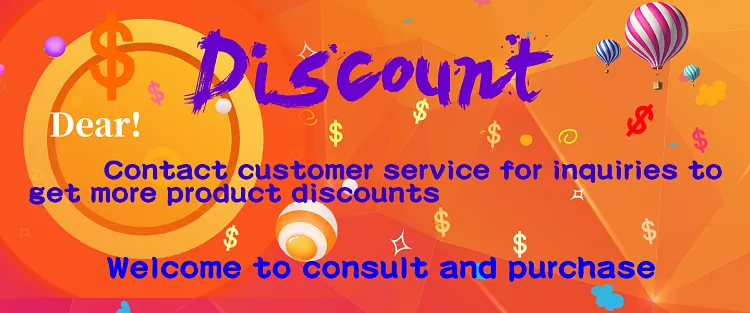 Discount
Dear!
Contact customer service for inquiries to
get more product discounts
Welcome to consult and purchase